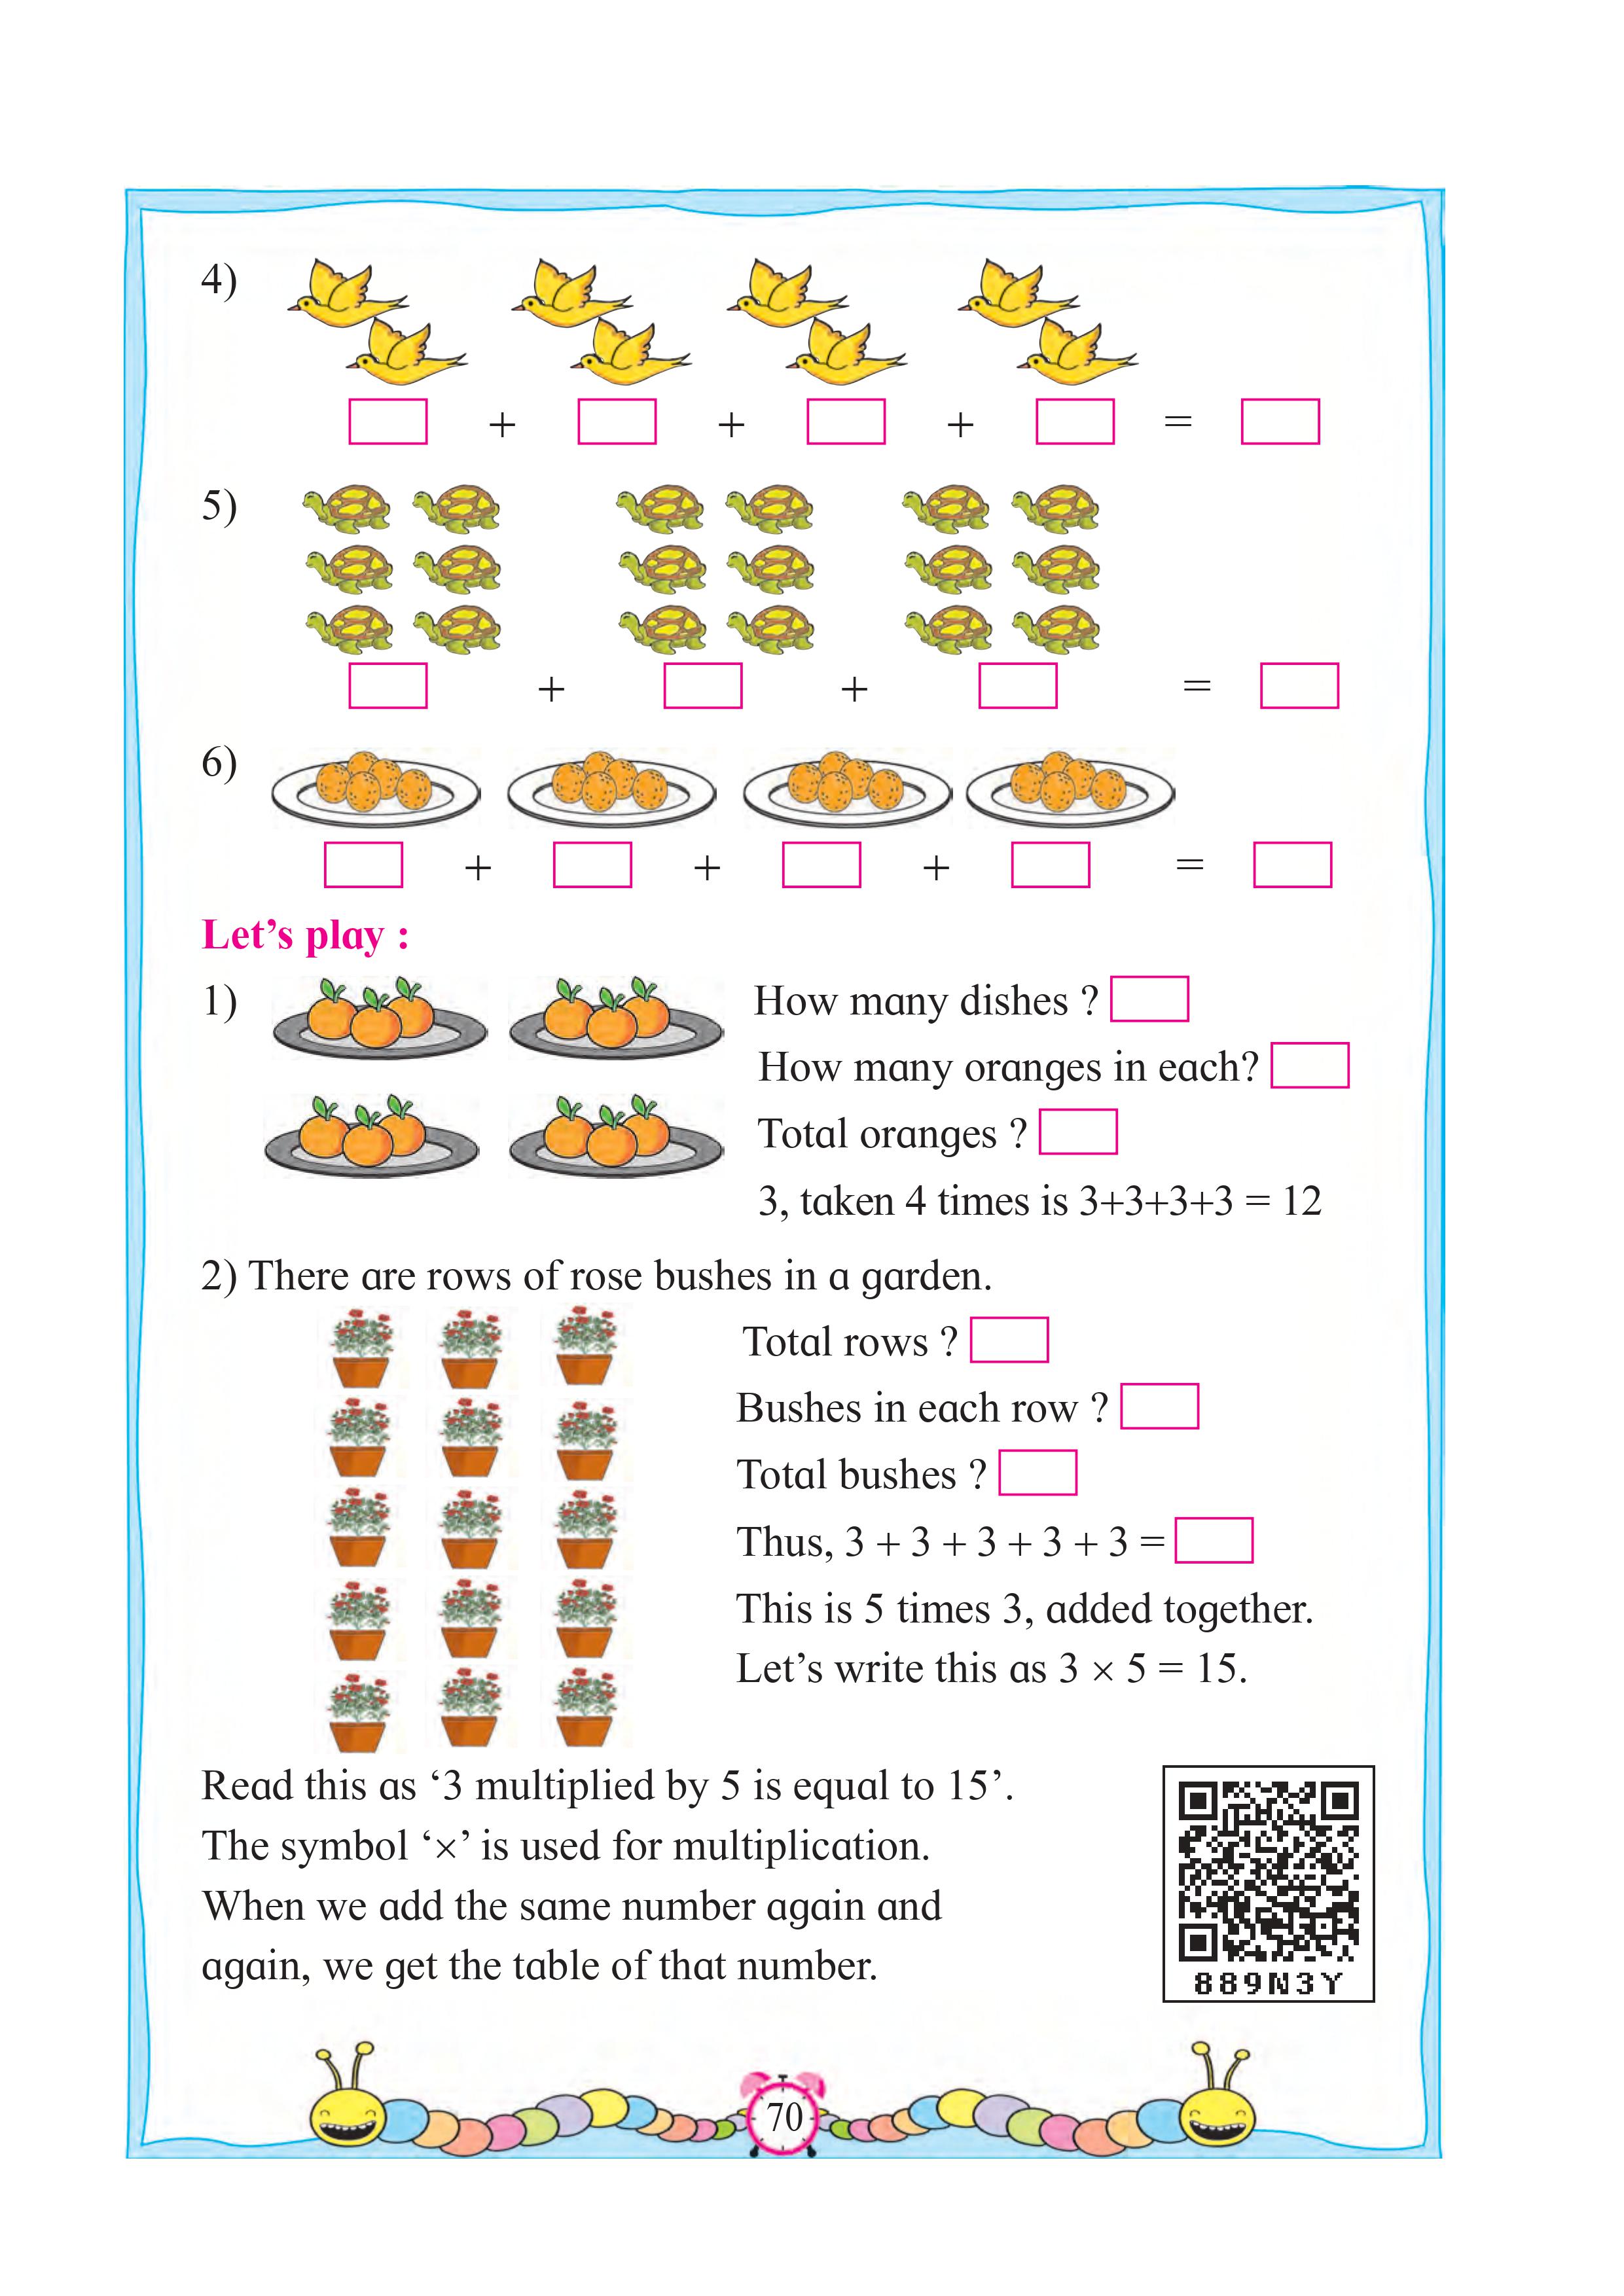 4)
+ + + =
5)
+ + =
6)
+ + + =
Let’s play :
1)
How many dishes ?
How many oranges in each?
Total oranges ?
3, taken 4 times is 3+3+3+3 = 12
2) There are rows of rose bushes in a garden.
Total rows ?
Bushes in each row ?
Total bushes ?
Thus, 3 + 3 + 3 + 3 + 3 =
This is 5 times 3, added together.
Let’s write this as 3 × 5 = 15.
Read this as ‘3 multiplied by 5 is equal to 15’.
The symbol ‘×’ is used for multiplication.
When we add the same number again and
again, we get the table of that number.
889N3Y
70